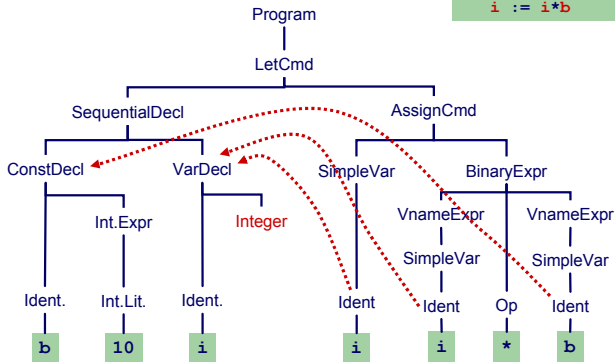 Program
i := i*b
LetCmd
SequentialDecl AssignCmd
ConstDecl VarDecl SimpleVar BinaryExpr
Int.Expr Integer VnameExpr VnameExpr
SimpleVar SimpleVar
Ident. Int.Lit. Ident. Ident Ident Op Ident
b 10 i i i * b